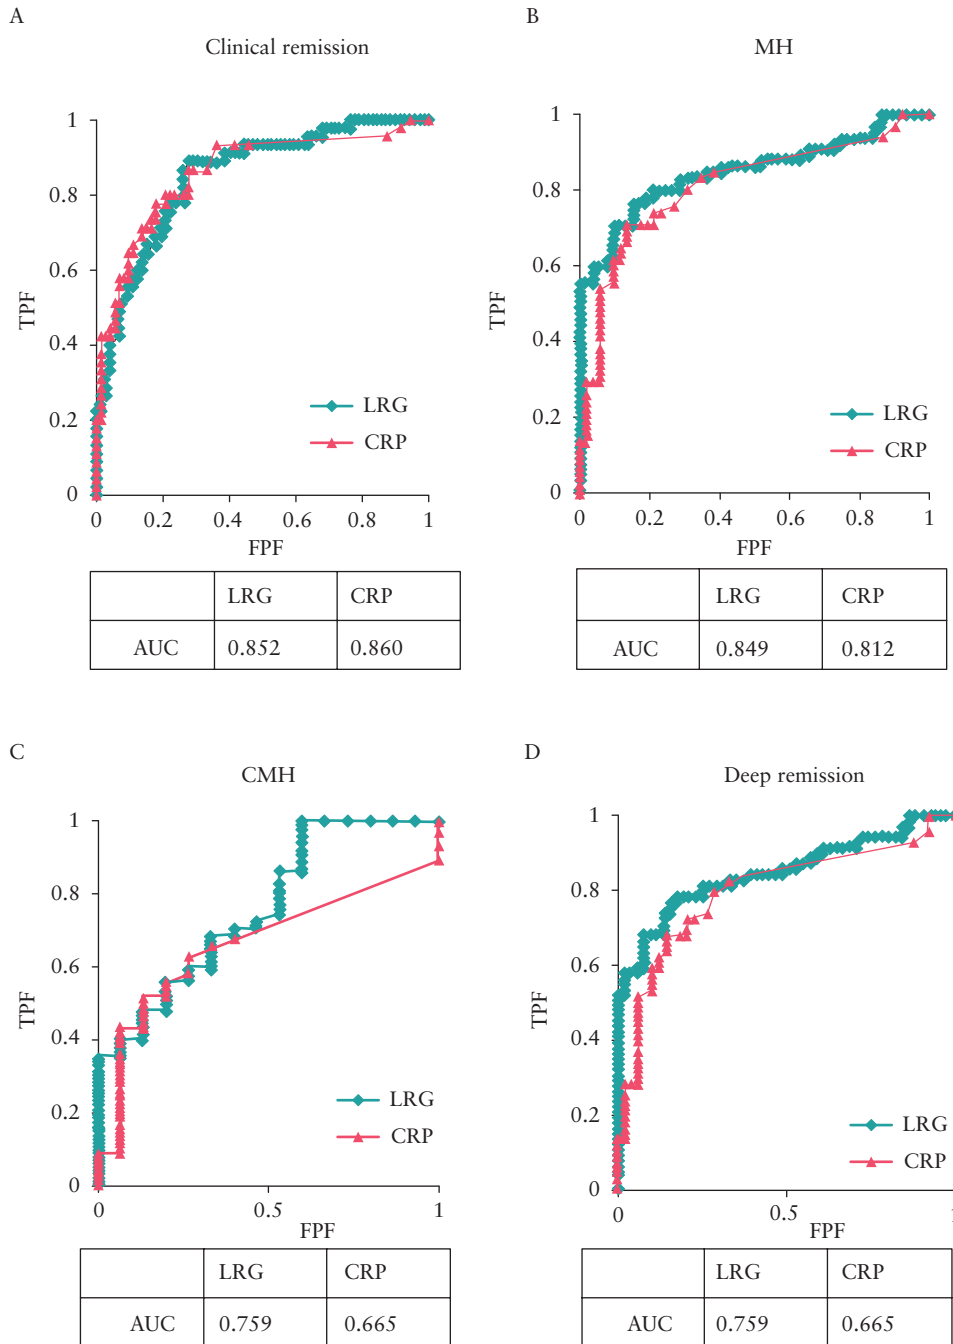 A
Clinical remission
1
0.8
0.6
0.4
0.2
0
TPF
LRG
CRP
0 0.2 0.4 0.6 0.8 1
FPF
LRG CRP
AUC 0.852 0.860
B
MH
1
0.8
0.6
0.4
0.2
0
TPF
LRG
CRP
0 0.2 0.4 0.6 0.8 1
FPF
LRG CRP
AUC 0.849 0.812
C
CMH
1
0.8
0.6
0.4
0.2
0
TPF
LRG
CRP
0 0.5 1
FPF
LRG CRP
AUC 0.759 0.665
D
Deep remission
1
0.8
0.6
0.4
0.2
0
TPF
LRG
CRP
0 0.5 1
FPF
LRG CRP
AUC 0.759 0.665